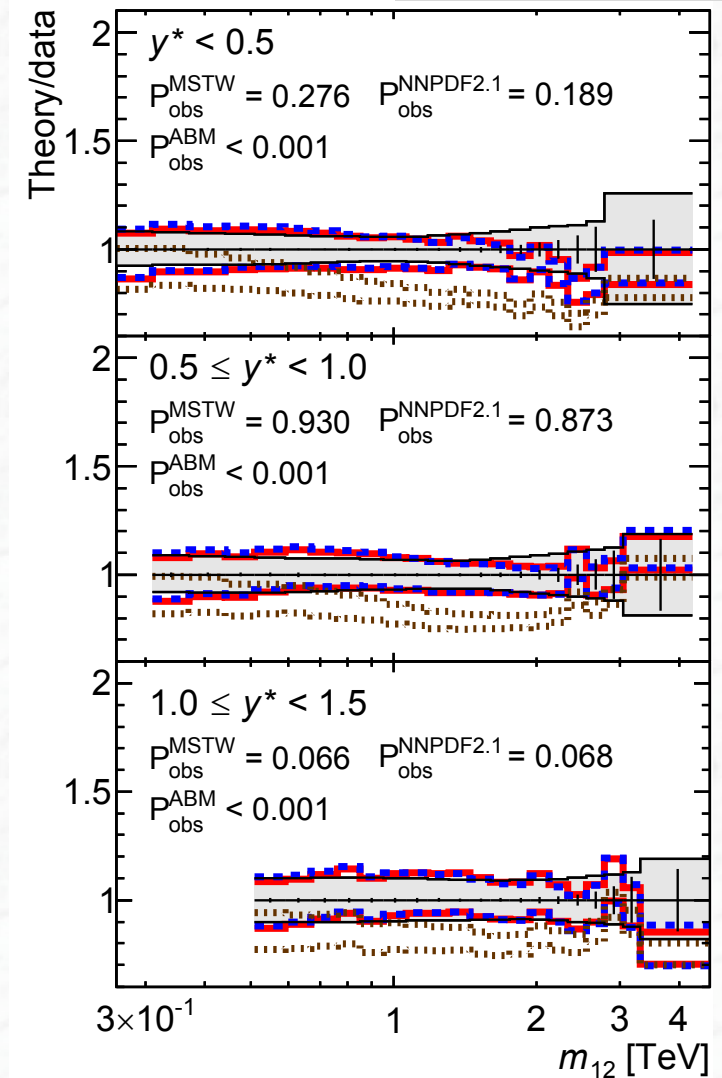 Theory/data
2
1.5
1
y* < 0.5
P_obs^MSTW = 0.276 P_obs^NNPDF2.1 = 0.189
P_obs^ABM < 0.001
2
1.5
1
0.5 ≤ y* < 1.0
P_obs^MSTW = 0.930 P_obs^NNPDF2.1 = 0.873
P_obs^ABM < 0.001
2
1.5
1
1.0 ≤ y* < 1.5
P_obs^MSTW = 0.066 P_obs^NNPDF2.1 = 0.068
P_obs^ABM < 0.001
3×10⁻¹ 1 2 3 4
m₁₂ [TeV]